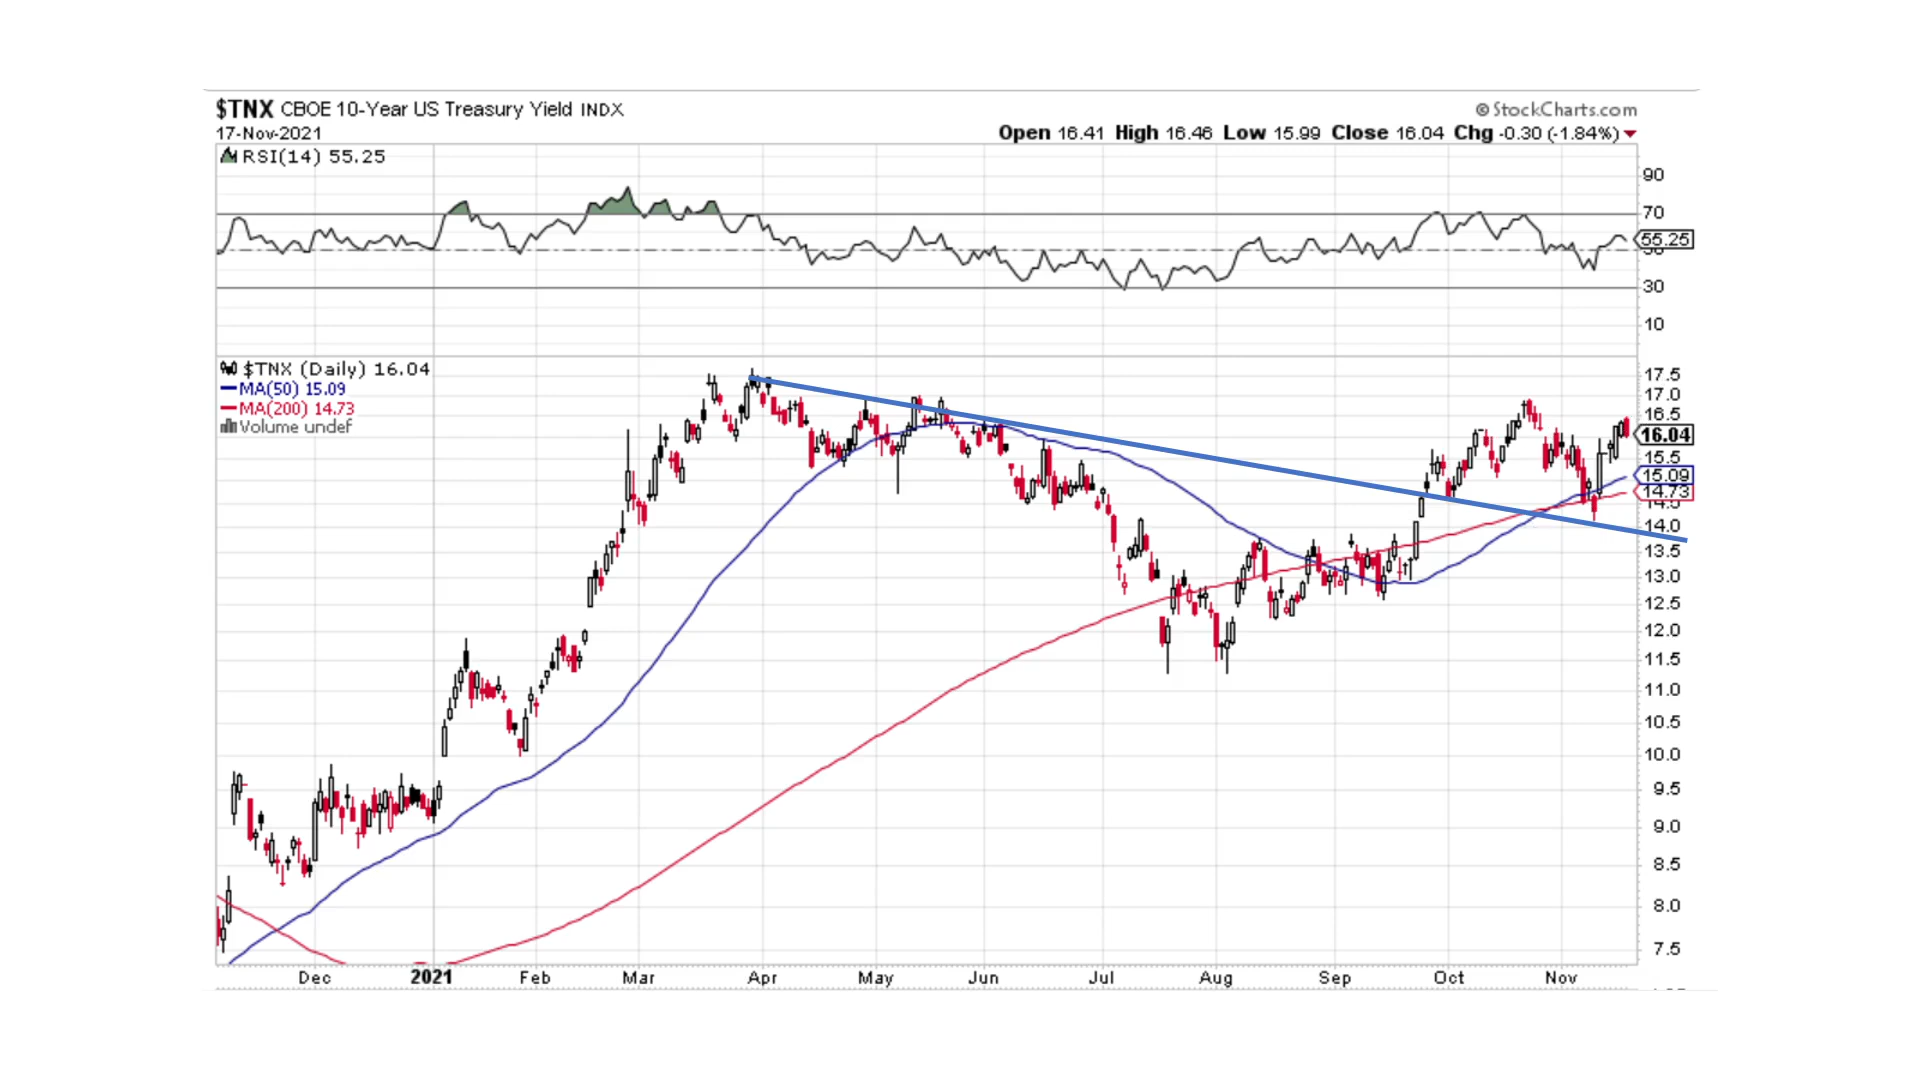 $TNX CBOE 10-Year US Treasury Yield INDX
© StockCharts.com
17-Nov-2021
Open 16.41 High 16.46 Low 15.99 Close 16.04 Chg -0.30 (-1.84%)
RSI(14) 55.25
90
70
55.25
50
30
10
$TNX (Daily) 16.04
MA(50) 15.09
MA(200) 14.73
Volume undef
17.5
17.0
16.5
16.04
15.5
15.09
14.73
14.5
14.0
13.5
13.0
12.5
12.0
11.5
11.0
10.5
10.0
9.5
9.0
8.5
8.0
7.5
Dec 2021 Feb Mar Apr May Jun Jul Aug Sep Oct Nov